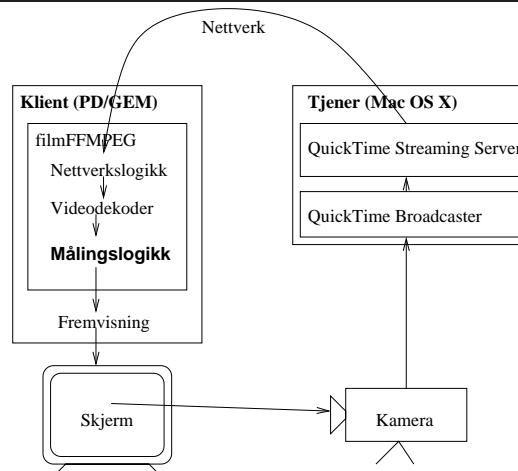 Nettverk
Klient (PD/GEM)
filmFFMPEG
Nettverkslogikk
Videodekoder
Målingslogikk
Fremvisning
Skjerm
Tjener (Mac OS X)
QuickTime Streaming Server
QuickTime Broadcaster
Kamera